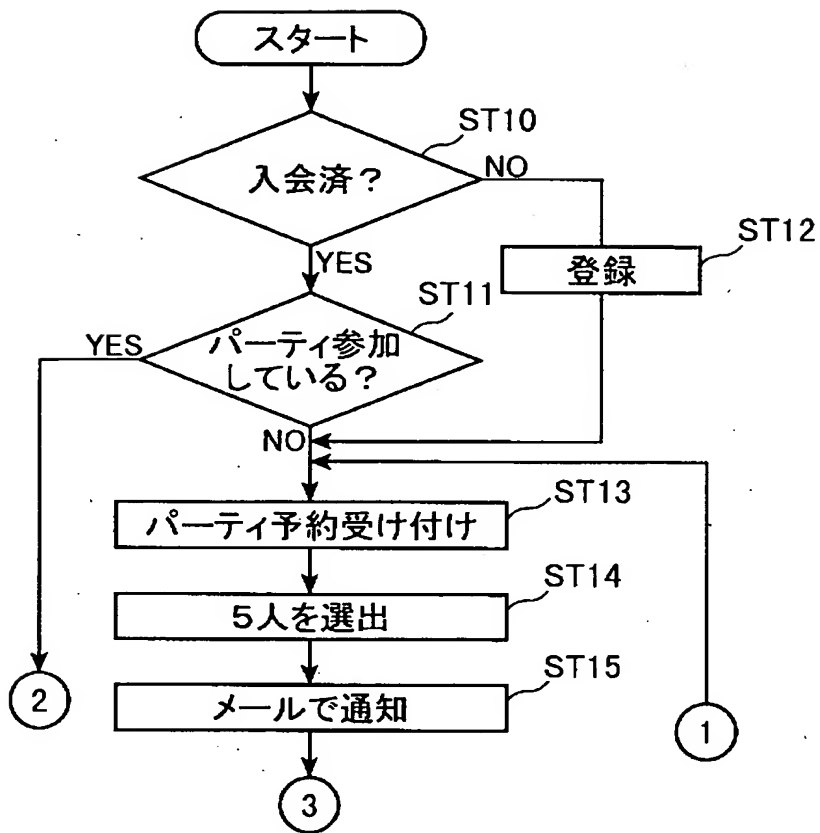 スタート
ST10
入会済？
NO
ST12
登録
YES
ST11
YES
パーティ参加
している？
NO
ST13
パーティ予約受け付け
ST14
5人を選出
ST15
メールで通知
2
1
3